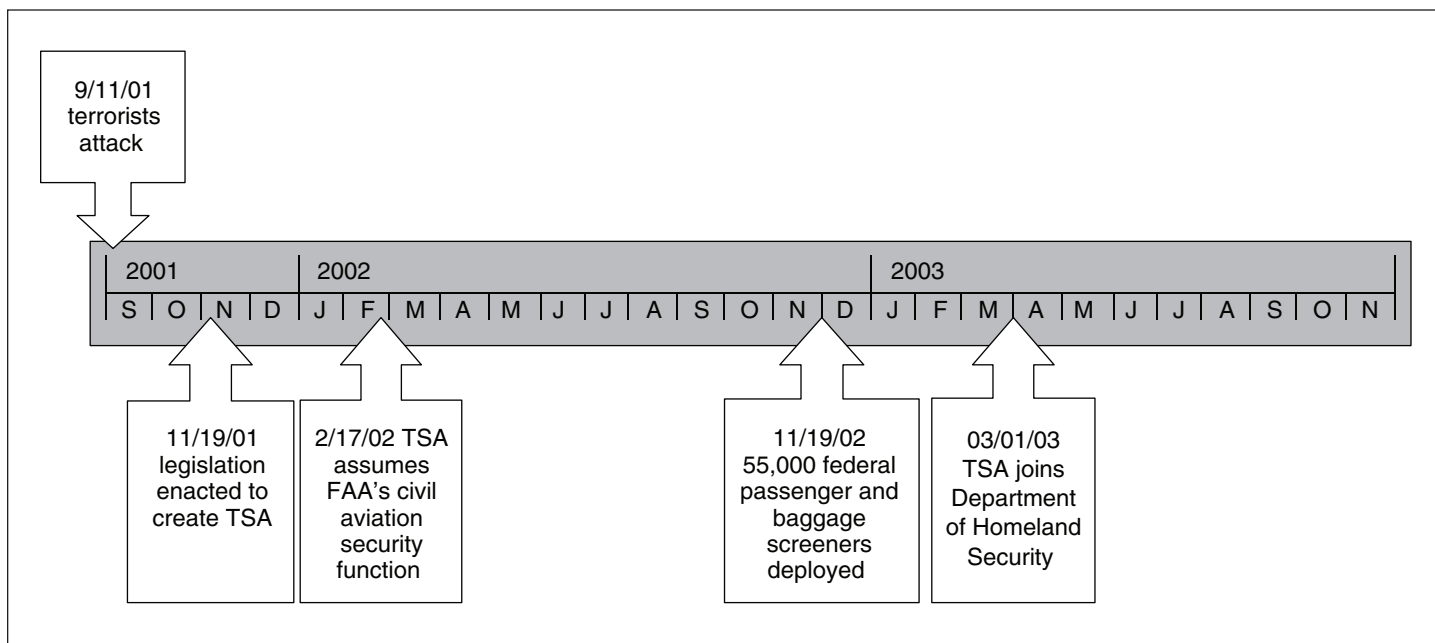 9/11/01
terrorists
attack
2001 2002 2003
S O N D J F M A M J J A S O N D J F M A M J J A S O N
11/19/01
legislation
enacted to
create TSA
2/17/02 TSA
assumes
FAA's civil
aviation
security
function
11/19/02
55,000 federal
passenger and
baggage
screeners
deployed
03/01/03
TSA joins
Department
of Homeland
Security